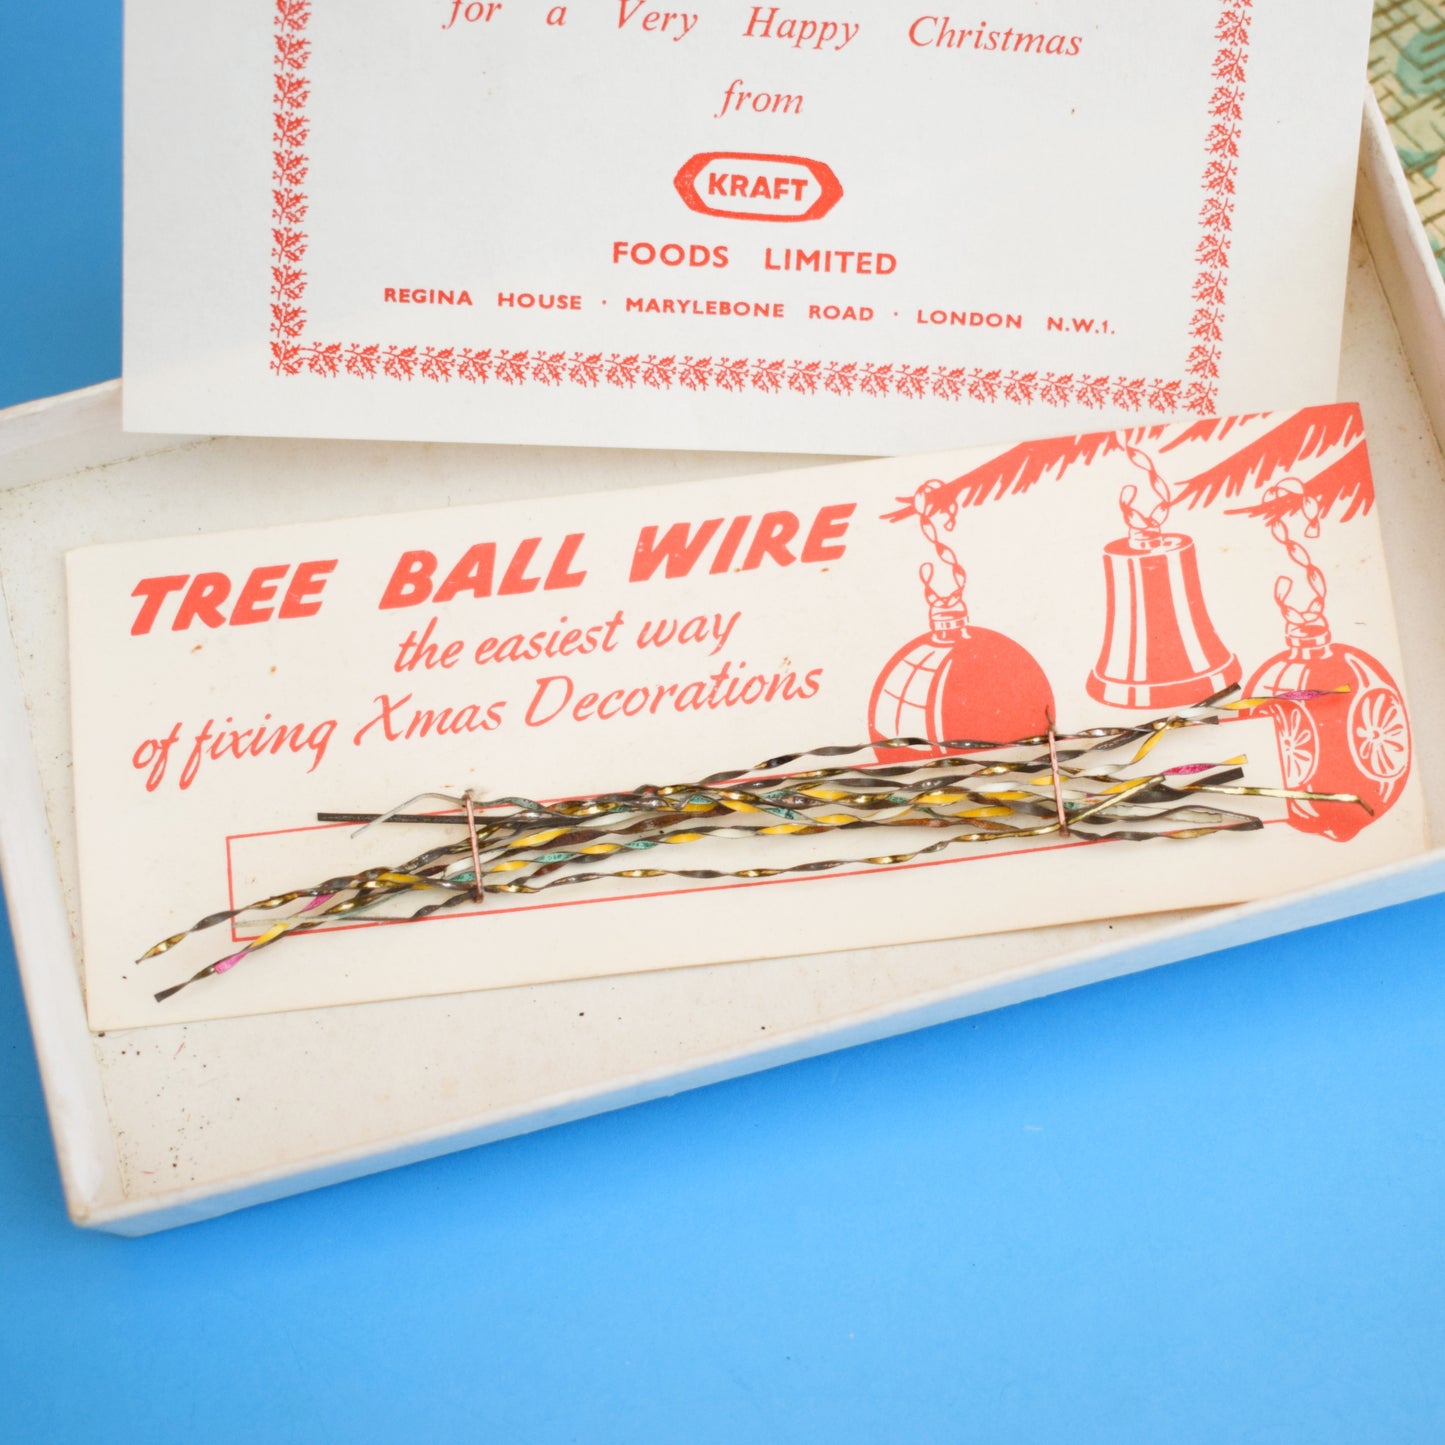 for a Very Happy Christmas
from
KRAFT
FOODS LIMITED
REGINA HOUSE · MARYLEBONE ROAD · LONDON N.W.1.
TREE BALL WIRE
the easiest way
of fixing Xmas Decorations